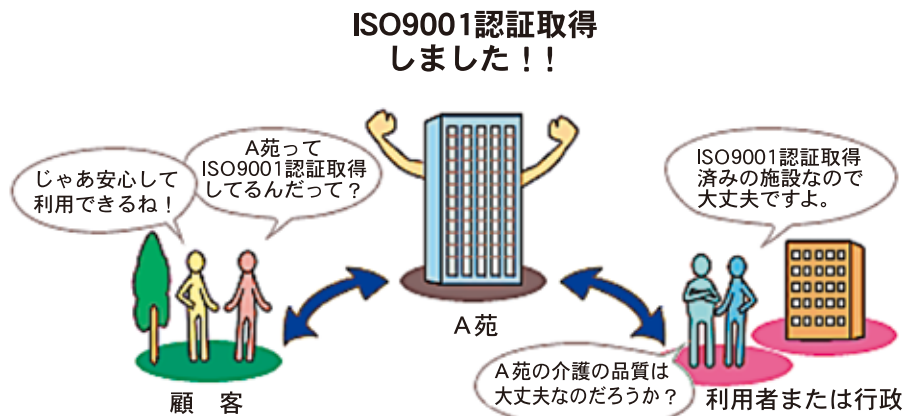 ISO9001認証取得
しました！！
じゃあ安心して
利用できるね！
A苑って
ISO9001認証取得
してるんだって？
ISO9001認証取得
済みの施設なので
大丈夫ですよ。
A苑
A苑の介護の品質は
大丈夫なのだろうか？
顧　客
利用者または行政